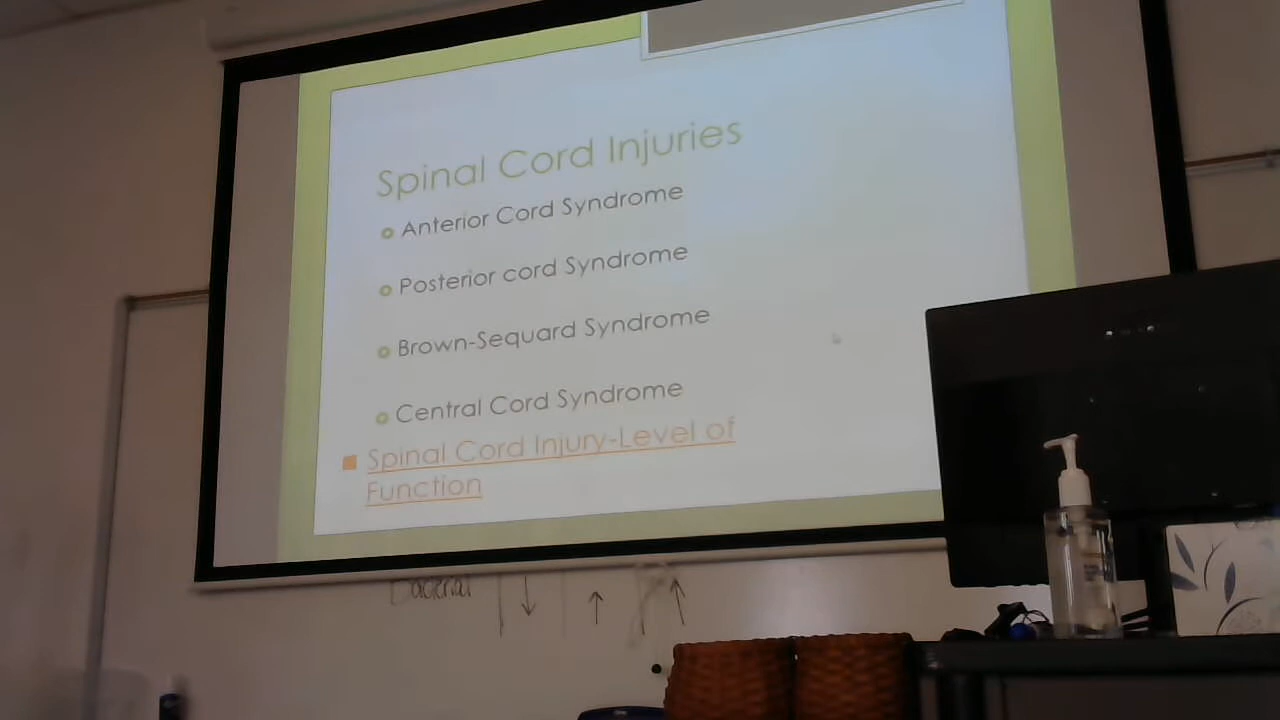 Spinal Cord Injuries
Anterior Cord Syndrome
Posterior cord Syndrome
Brown-Sequard Syndrome
Central Cord Syndrome
Spinal Cord Injury-Level of
Function
Bacterial ↓ ↑ ↑